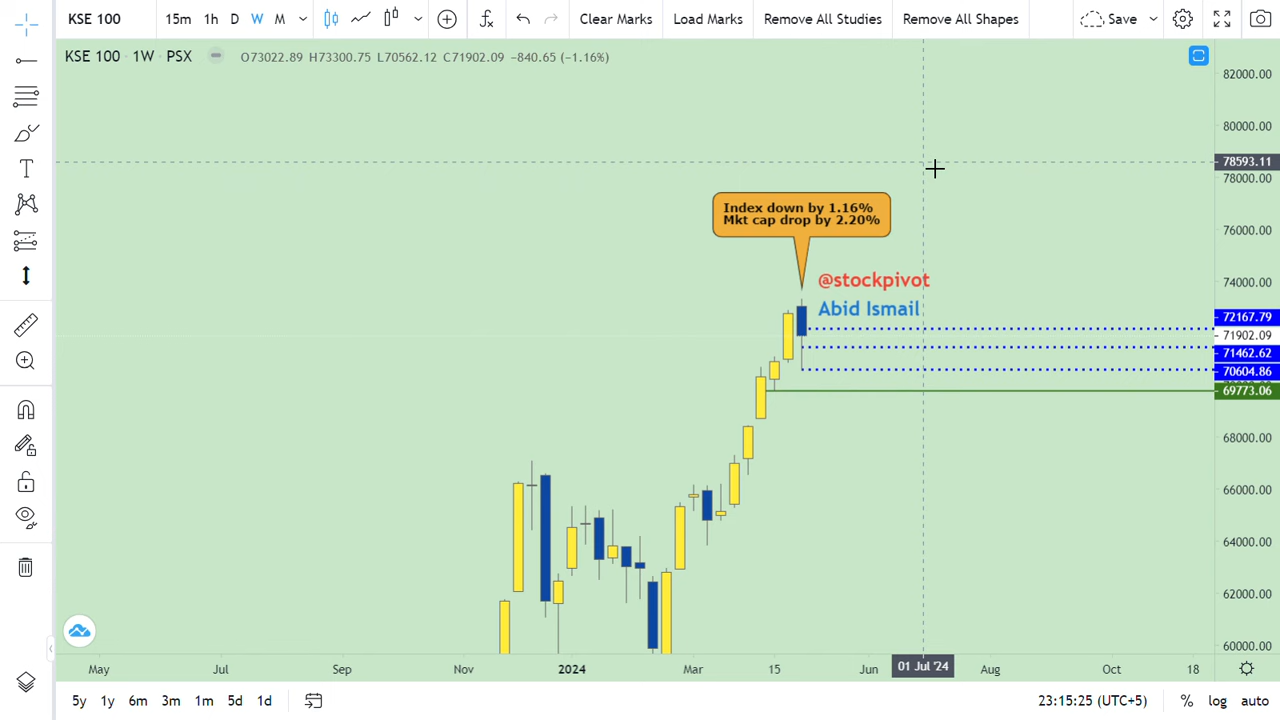 KSE 100
15m 1h D W M
Clear Marks
Load Marks
Remove All Studies
Remove All Shapes
Save
KSE 100 · 1W · PSX
O73022.89 H73300.75 L70562.12 C71902.09 −840.65 (−1.16%)
82000.00
80000.00
78593.11
78000.00
Index down by 1.16%
Mkt cap drop by 2.20%
76000.00
@stockpivot
74000.00
Abid Ismail
72167.79
71902.09
71462.62
70604.86
69773.06
68000.00
66000.00
64000.00
62000.00
60000.00
May Jul Sep Nov 2024 Mar 15 Jun 01 Jul '24 Aug Oct 18
5y 1y 6m 3m 1m 5d 1d
23:15:25 (UTC+5)
% log auto